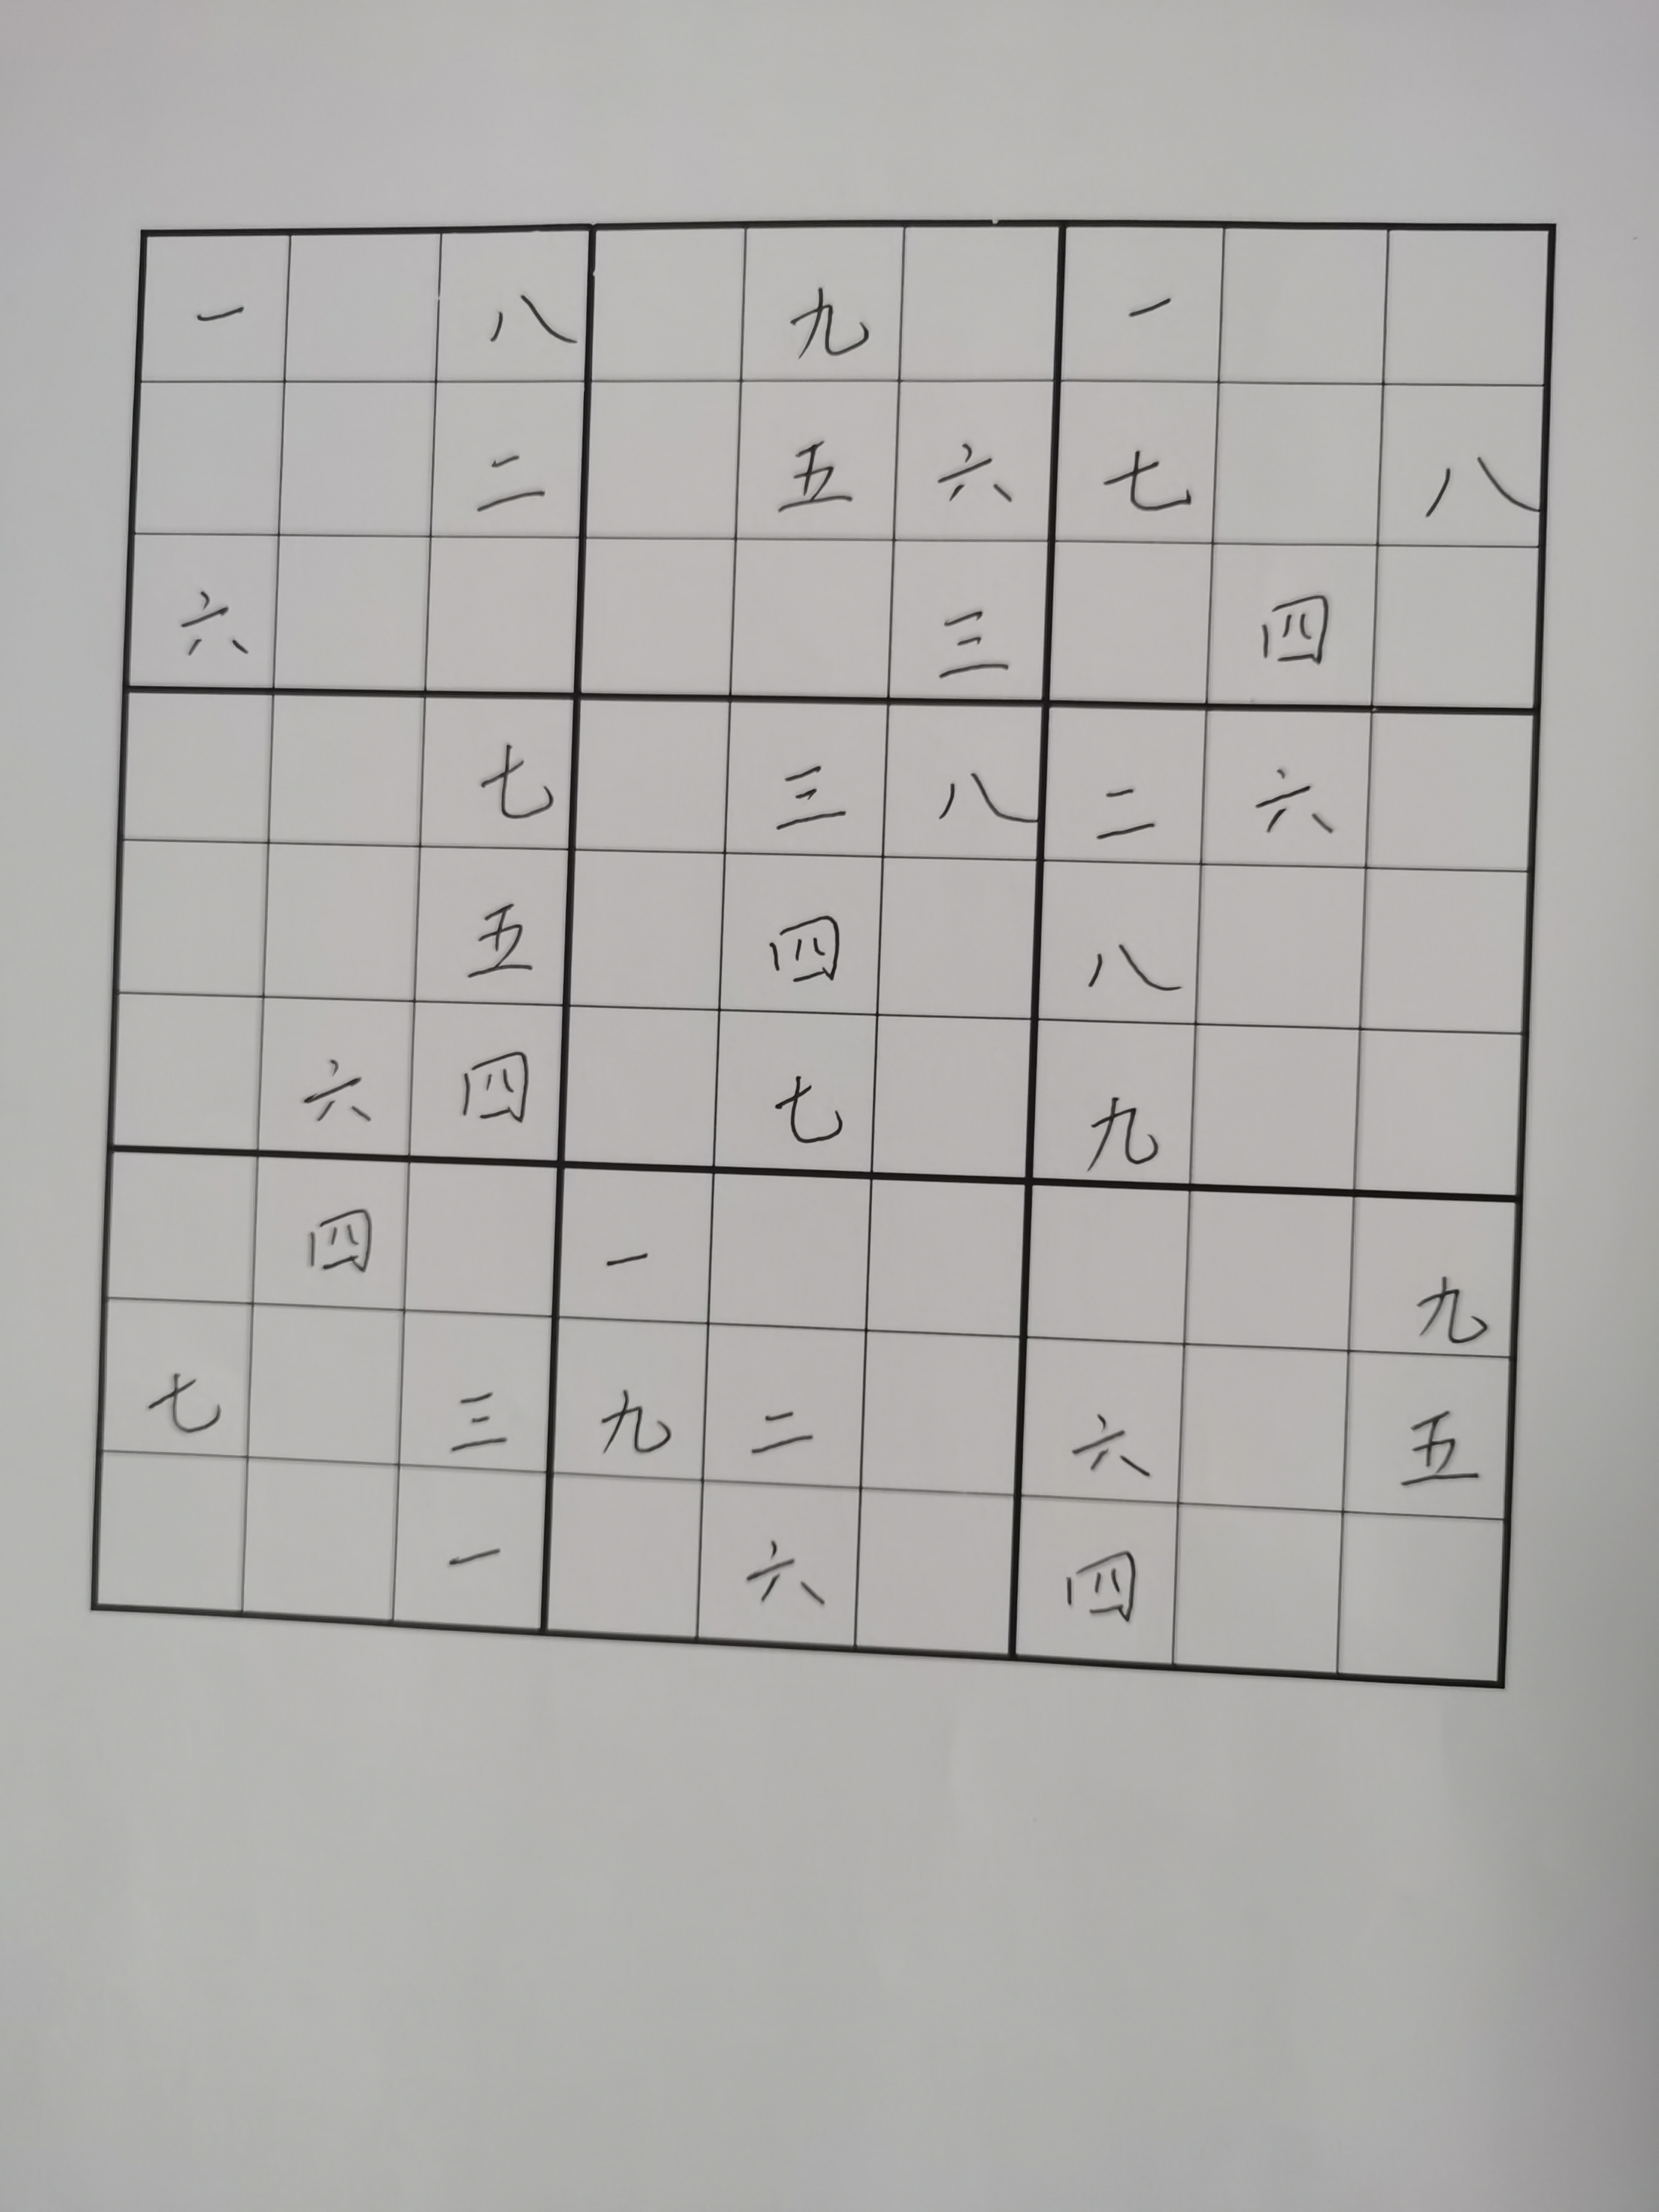 一 八 九 一
二 五 六 七 八
六 三 四
七 三 八 二 六
五 四 八
六 四 七 九
四 一 九
七 三 九 二 六 五
一 六 四